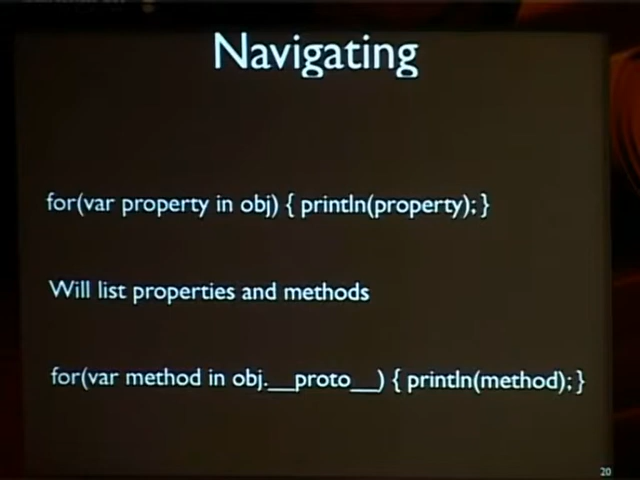 Navigating
for(var property in obj) { println(property); }
Will list properties and methods
for(var method in obj.__proto__) { println(method); }
20